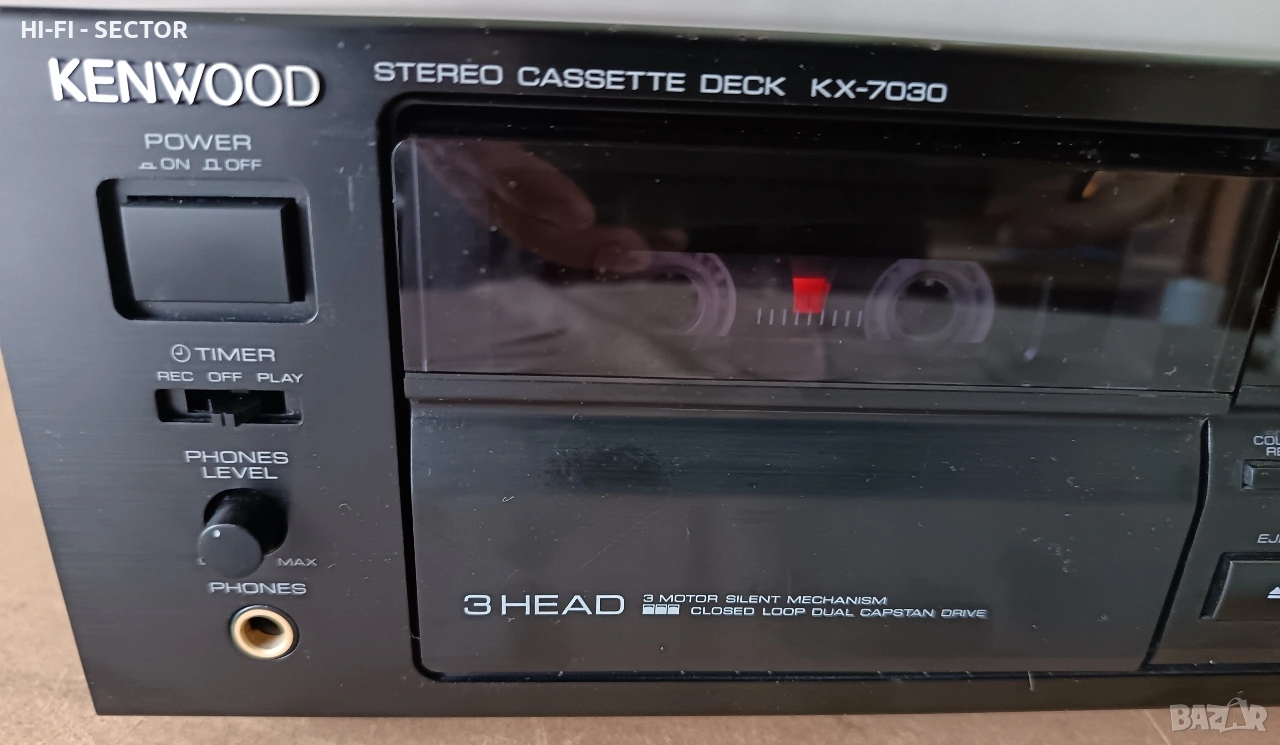 HI-FI - SECTOR
KENWOOD
STEREO CASSETTE DECK KX-7030
POWER
ON OFF
TIMER
REC OFF PLAY
PHONES
LEVEL
MAX
PHONES
3 HEAD
3 MOTOR SILENT MECHANISM
CLOSED LOOP DUAL CAPSTAN DRIVE
BAZAR